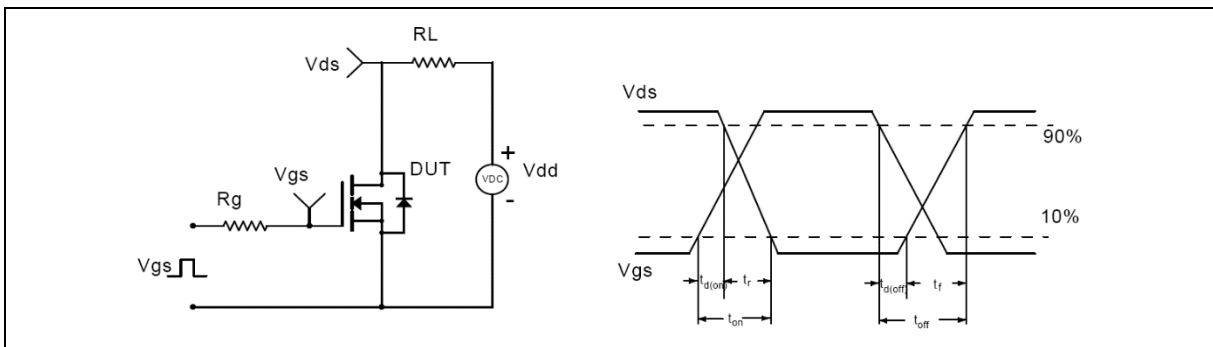 RL
Vds
Vgs
DUT
+
VDC
Vdd
-
Rg
Vgs
Vds
90%
10%
Vgs
td(on)
tr
td(off)
tf
ton
toff